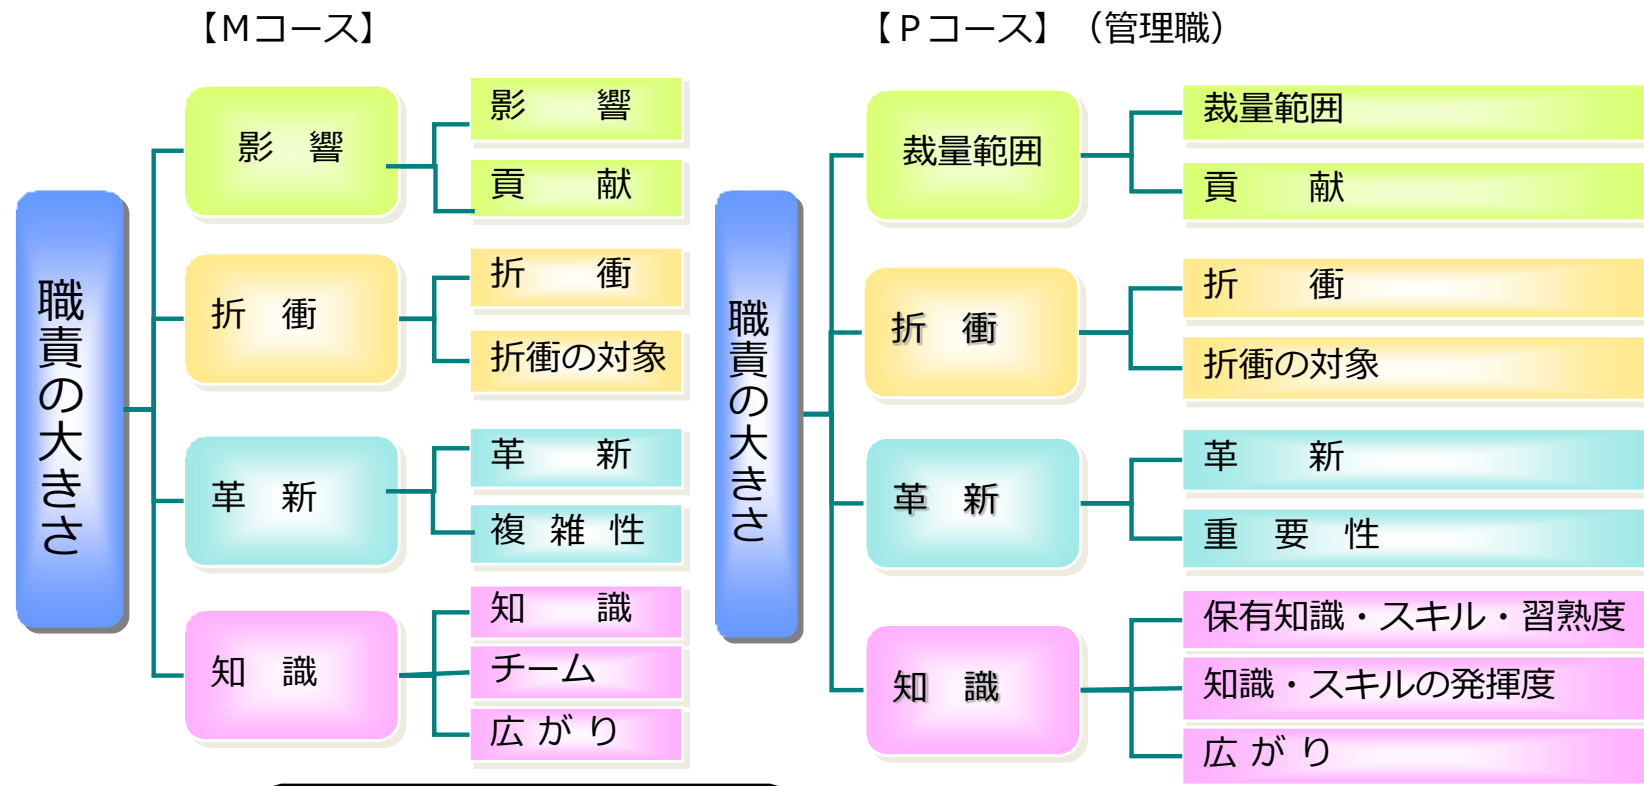 【Mコース】
職責の大きさ
影　響
影　　響
貢　　献
折　衝
折　　衝
折衝の対象
革　新
革　　新
複 雑 性
知　識
知　　識
チーム
広 が り
【Pコース】（管理職）
職責の大きさ
裁量範囲
裁量範囲
貢　　献
折　衝
折　　衝
折衝の対象
革　新
革　　新
重　要　性
知　識
保有知識・スキル・習熟度
知識・スキルの発揮度
広 が り